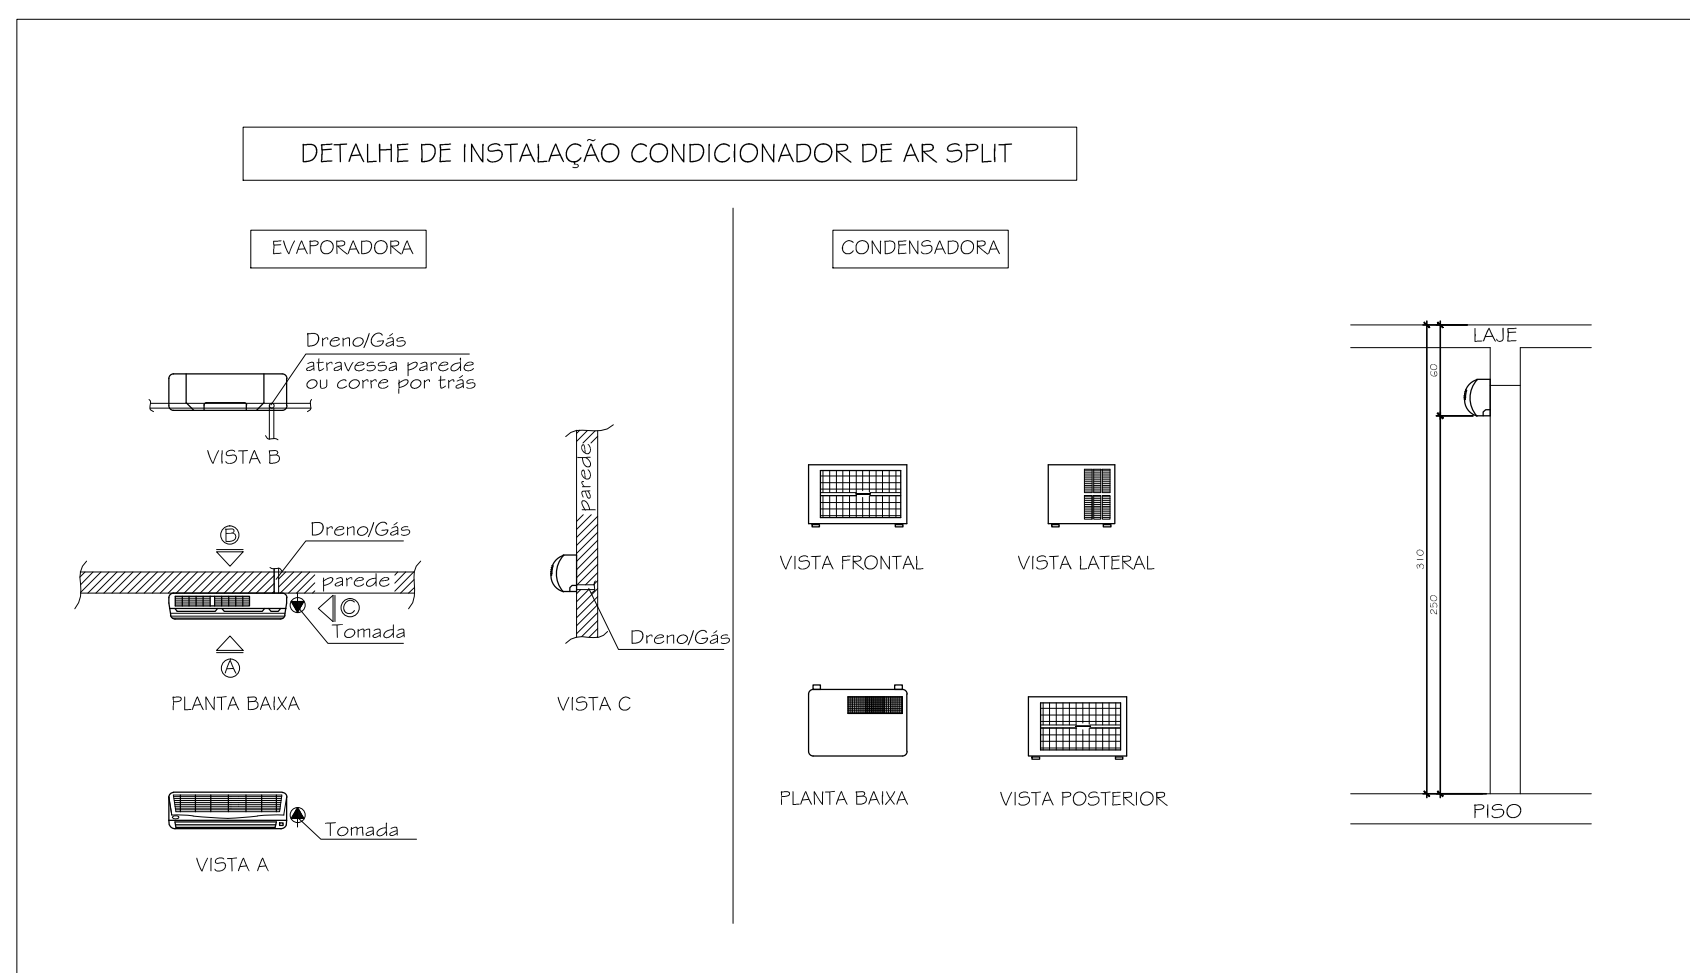 DETALHE DE INSTALAÇÃO CONDICIONADOR DE AR SPLIT
EVAPORADORA
Dreno/Gás
atravessa parede
ou corre por trás
VISTA B
B
Dreno/Gás
parede
C
Tomada
A
PLANTA BAIXA
Tomada
VISTA A
parede
Dreno/Gás
VISTA C
CONDENSADORA
VISTA FRONTAL
VISTA LATERAL
PLANTA BAIXA
VISTA POSTERIOR
LAJE
60
310
250
PISO